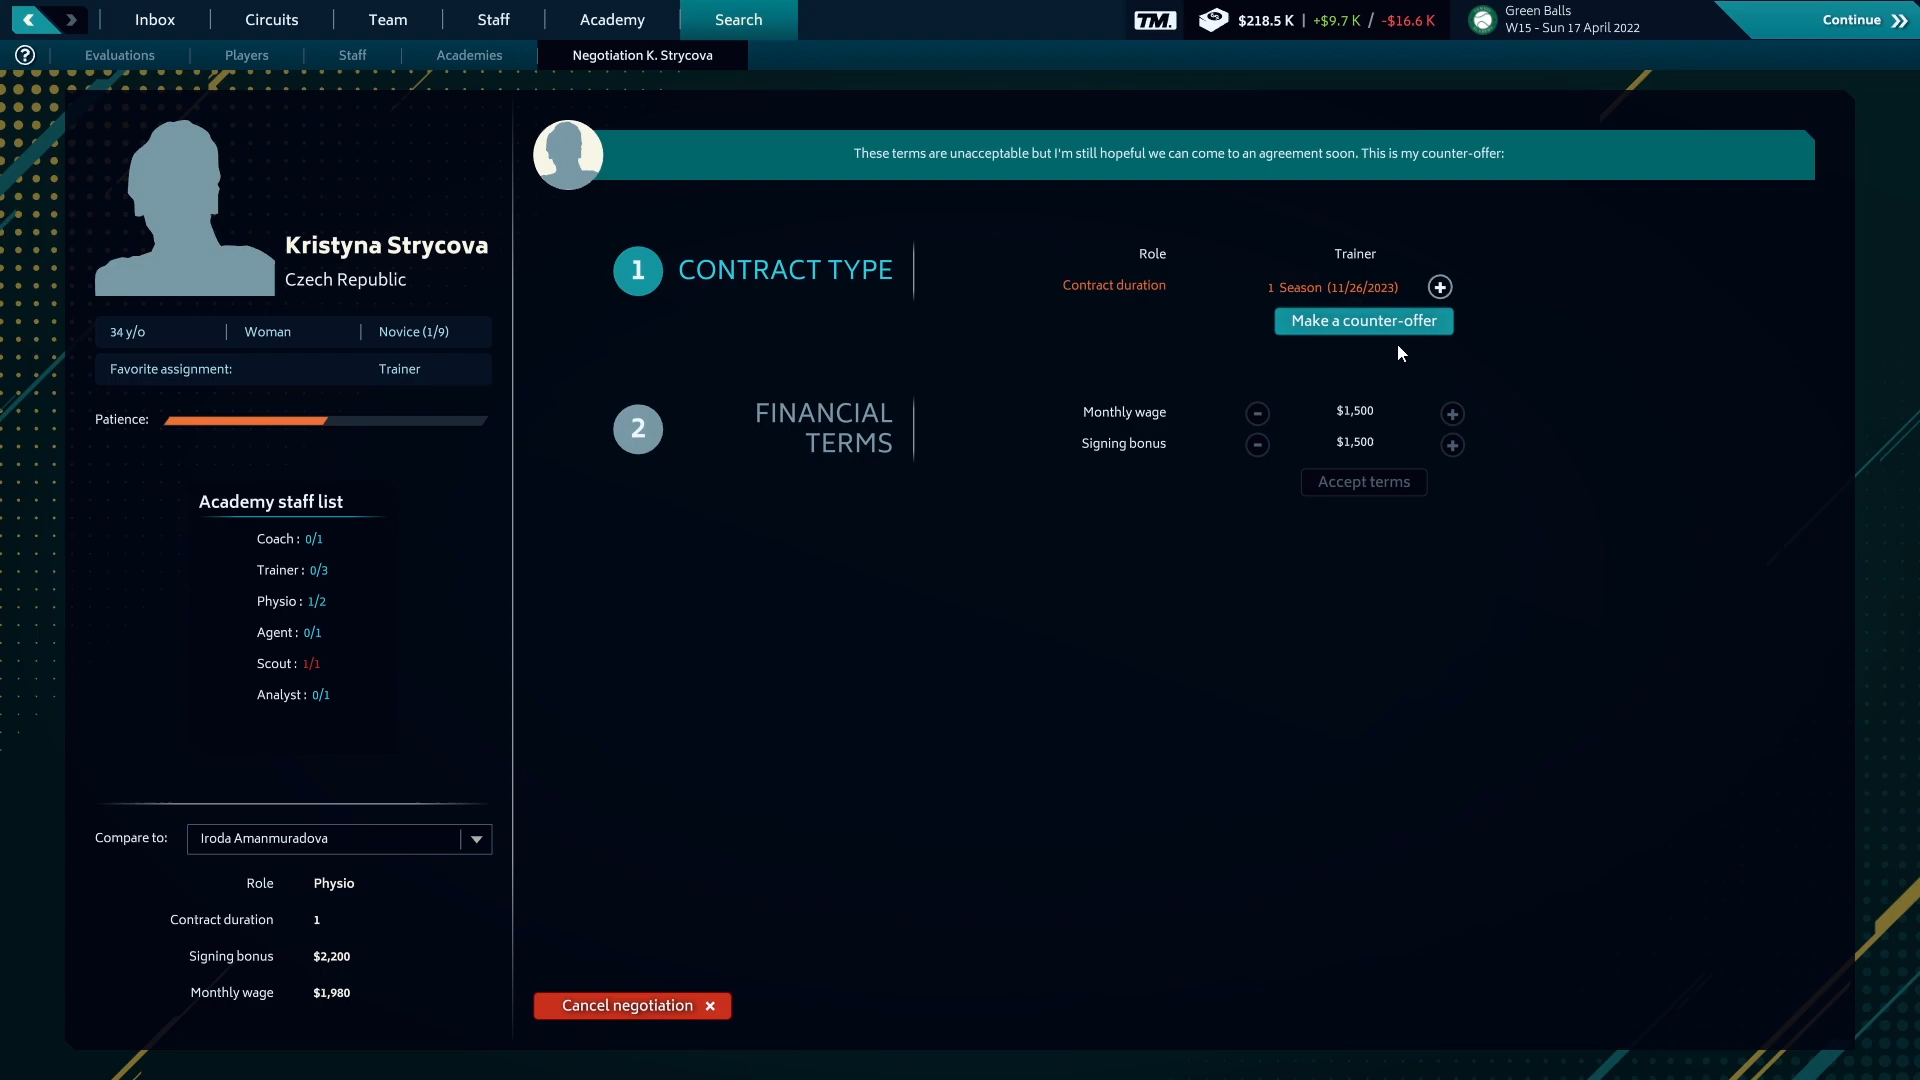 Inbox
Circuits
Team
Staff
Academy
Search
TM.
$218.5 K | +$9.7 K / -$16.6 K
Green Balls
W15 - Sun 17 April 2022
Continue
?
Evaluations
Players
Staff
Academies
Negotiation K. Strycova
These terms are unacceptable but I'm still hopeful we can come to an agreement soon. This is my counter-offer:
Kristyna Strycova
Czech Republic
34 y/o
Woman
Novice (1/9)
Favorite assignment:
Trainer
Patience:
Academy staff list
Coach : 0/1
Trainer : 0/3
Physio : 1/2
Agent : 0/1
Scout : 1/1
Analyst : 0/1
Compare to:
Iroda Amanmuradova
Role
Physio
Contract duration
1
Signing bonus
$2,200
Monthly wage
$1,980
1
CONTRACT TYPE
Role
Trainer
Contract duration
1 Season (11/26/2023)
Make a counter-offer
2
FINANCIAL
TERMS
Monthly wage
$1,500
Signing bonus
$1,500
Accept terms
Cancel negotiation